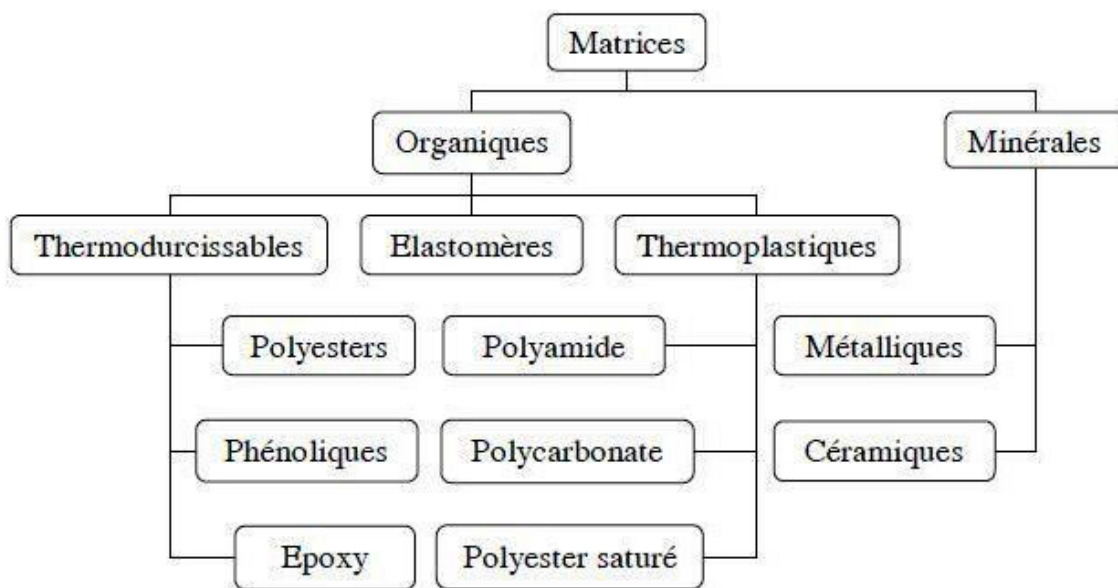 Matrices
Organiques
Minérales
Thermodurcissables
Elastomères
Thermoplastiques
Polyesters
Polyamide
Métalliques
Phénoliques
Polycarbonate
Céramiques
Epoxy
Polyester saturé